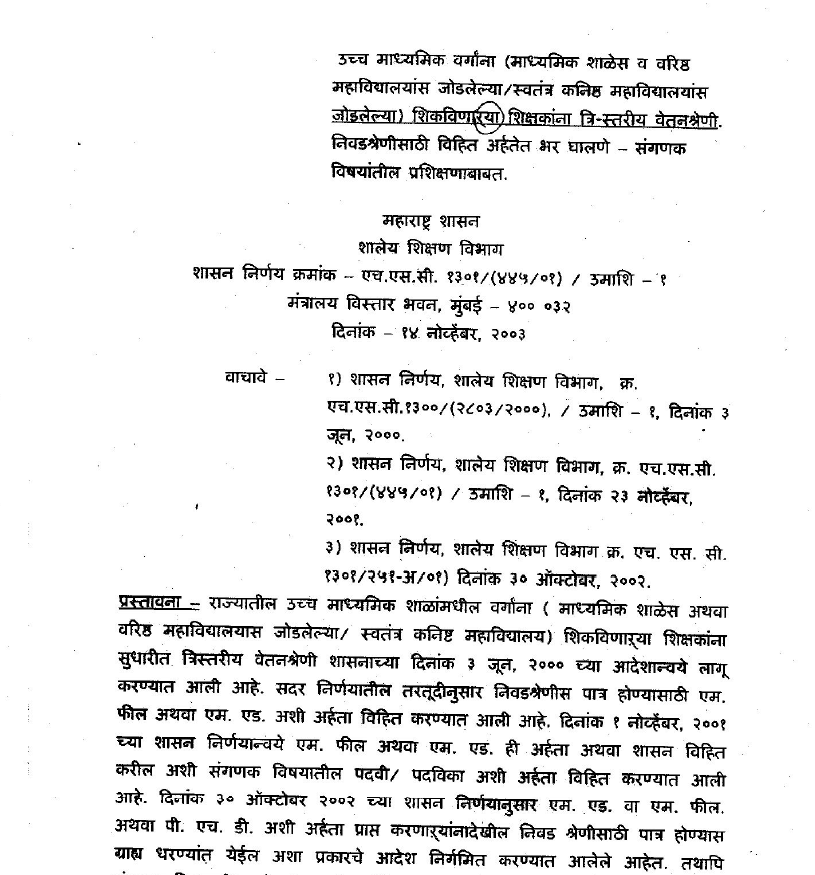 उच्च माध्यमिक वर्गांना (माध्यमिक शाळेस व वरिष्ठ
महाविद्यालयांस जोडलेल्या/स्वतंत्र कनिष्ठ महाविद्यालयांस
जोडलेल्या) शिकविणाऱ्या शिक्षकांना त्रि-स्तरीय वेतनश्रेणी.
निवडश्रेणीसाठी विहित अर्हतेत भर घालणे – संगणक
विषयांतील प्रशिक्षणाबाबत.
महाराष्ट्र शासन
शालेय शिक्षण विभाग
शासन निर्णय क्रमांक – एच.एस.सी. १३०१/(४४५/०१) / उमाशि – १
मंत्रालय विस्तार भवन, मुंबई – ४०० ०३२
दिनांक – १४ नोव्हेंबर, २००३
वाचावे – १) शासन निर्णय, शालेय शिक्षण विभाग, क्र.
एच.एस.सी.१३००/(२८०३/२०००), / उमाशि – १, दिनांक ३
जून, २०००.
२) शासन निर्णय, शालेय शिक्षण विभाग, क्र. एच.एस.सी.
१३०१/(४४५/०१) / उमाशि – १, दिनांक २३ नोव्हेंबर,
२००१.
३) शासन निर्णय, शालेय शिक्षण विभाग क्र. एच. एस. सी.
१३०१/२५१-अ/०१) दिनांक ३० ऑक्टोबर, २००२.
प्रस्तावना – राज्यातील उच्च माध्यमिक शाळांमधील वर्गांना ( माध्यमिक शाळेस अथवा
वरिष्ठ महाविद्यालयास जोडलेल्या/ स्वतंत्र कनिष्ट महाविद्यालय) शिकविणाऱ्या शिक्षकांना
सुधारीत त्रिस्तरीय वेतनश्रेणी शासनाच्या दिनांक ३ जून, २००० च्या आदेशान्वये लागू
करण्यात आली आहे. सदर निर्णयातील तरतूदीनुसार निवडश्रेणीस पात्र होण्यासाठी एम.
फील अथवा एम. एड. अशी अर्हता विहित करण्यात आली आहे. दिनांक १ नोव्हेंबर, २००१
च्या शासन निर्णयान्वये एम. फील अथवा एम. एड. ही अर्हता अथवा शासन विहित
करील अशी संगणक विषयातील पदवी/ पदविका अशी अर्हता विहित करण्यात आली
आहे. दिनांक ३० ऑक्टोबर २००२ च्या शासन निर्णयानुसार एम. एड. वा एम. फील.
अथवा पी. एच. डी. अशी अर्हता प्राप्त करणाऱ्यांनादेखील निवड श्रेणीसाठी पात्र होण्यास
ग्राह्य धरण्यांत येईल अशा प्रकारचे आदेश निर्गमित करण्यात आलेले आहेत. तथापि